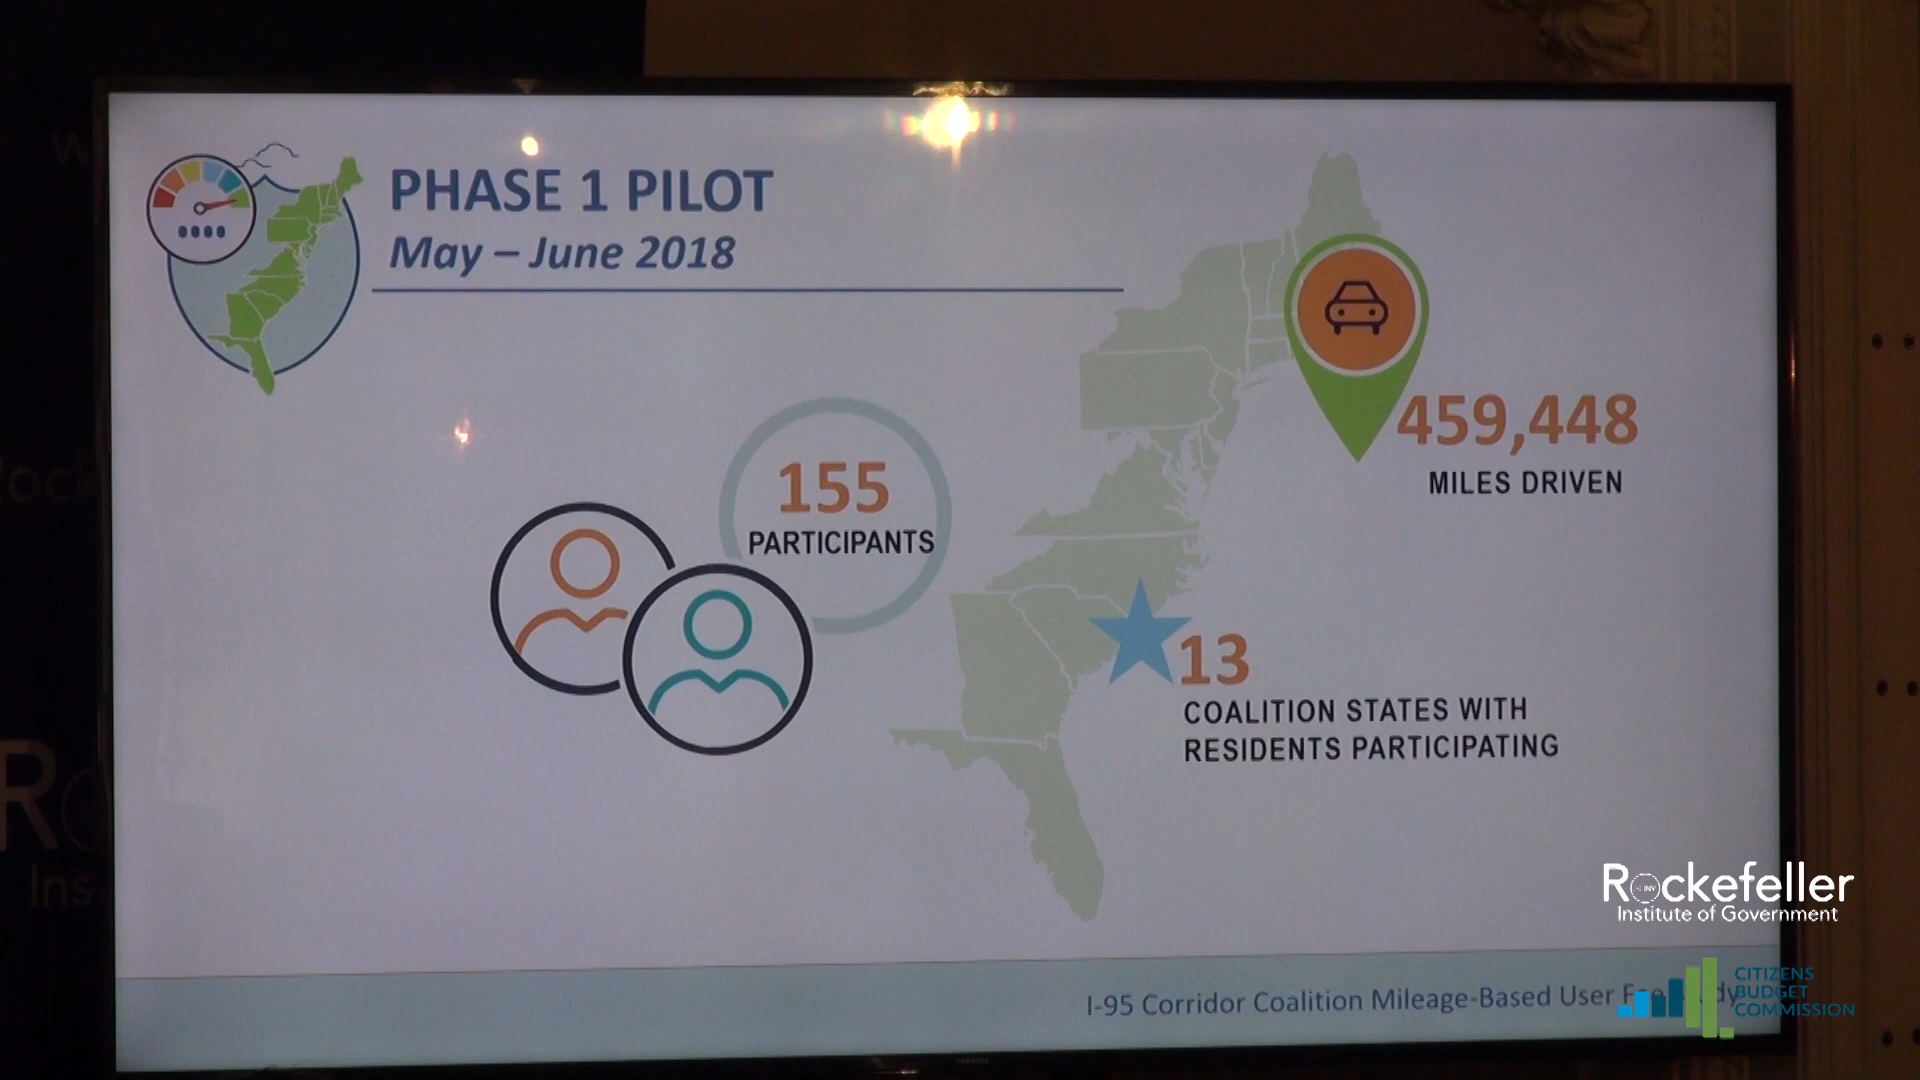 PHASE 1 PILOT
May – June 2018
155
PARTICIPANTS
459,448
MILES DRIVEN
13
COALITION STATES WITH
RESIDENTS PARTICIPATING
I-95 Corridor Coalition Mileage-Based User
Rockefeller
Institute of Government
CITIZENS
BUDGET
COMMISSION